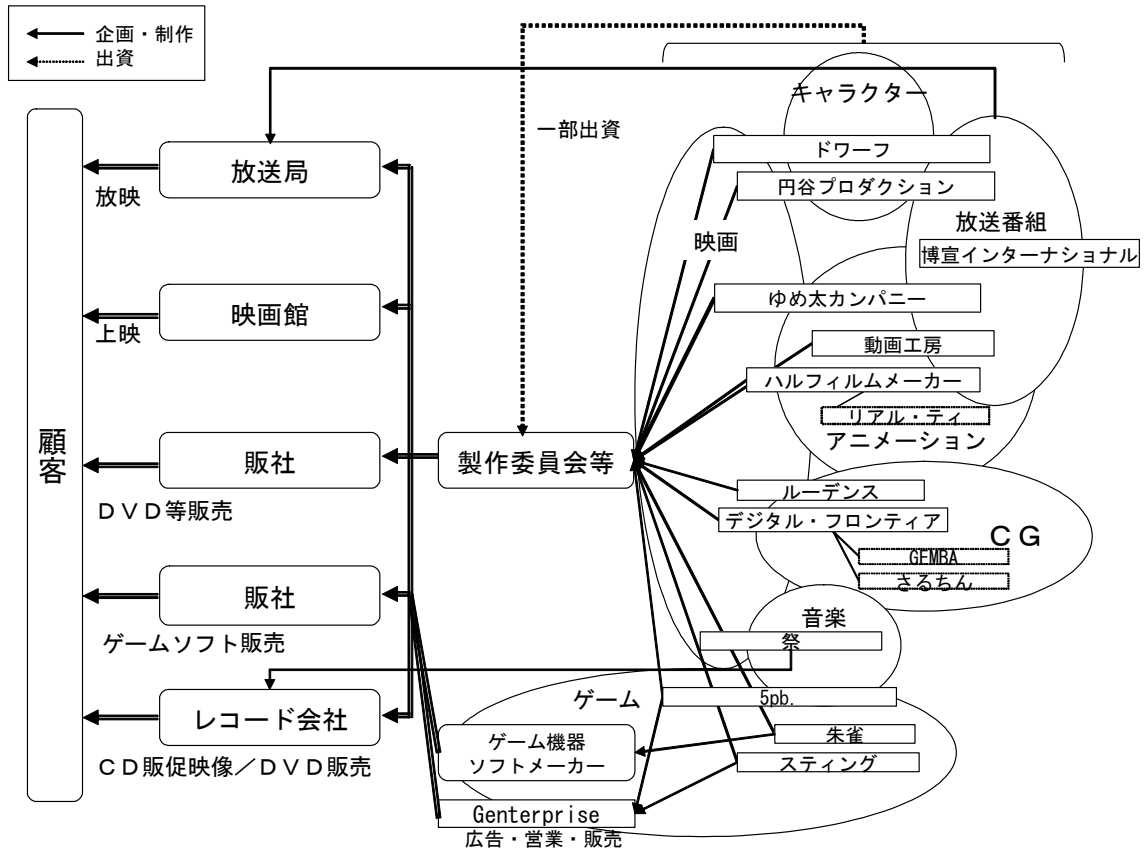 企画・制作
出資
顧客
放送局
放映
映画館
上映
販社
ＤＶＤ等販売
販社
ゲームソフト販売
レコード会社
ＣＤ販促映像／ＤＶＤ販売
一部出資
製作委員会等
キャラクター
ドワーフ
円谷プロダクション
映画
放送番組
博宣インターナショナル
ゆめ太カンパニー
動画工房
ハルフィルムメーカー
リアル・ティ
アニメーション
ルーデンス
デジタル・フロンティア
ＣＧ
GEMBA
さるちん
音楽
祭
ゲーム
5pb.
朱雀
スティング
ゲーム機器
ソフトメーカー
Genterprise
広告・営業・販売